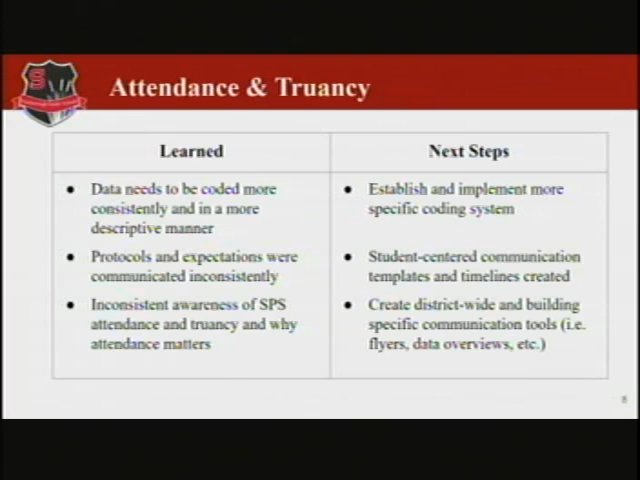 Attendance & Truancy
Learned
Data needs to be coded more
consistently and in a more
descriptive manner
Protocols and expectations were
communicated inconsistently
Inconsistent awareness of SPS
attendance and truancy and why
attendance matters
Next Steps
Establish and implement more
specific coding system
Student-centered communication
templates and timelines created
Create district-wide and building
specific communication tools (i.e.
flyers, data overviews, etc.)
8
S